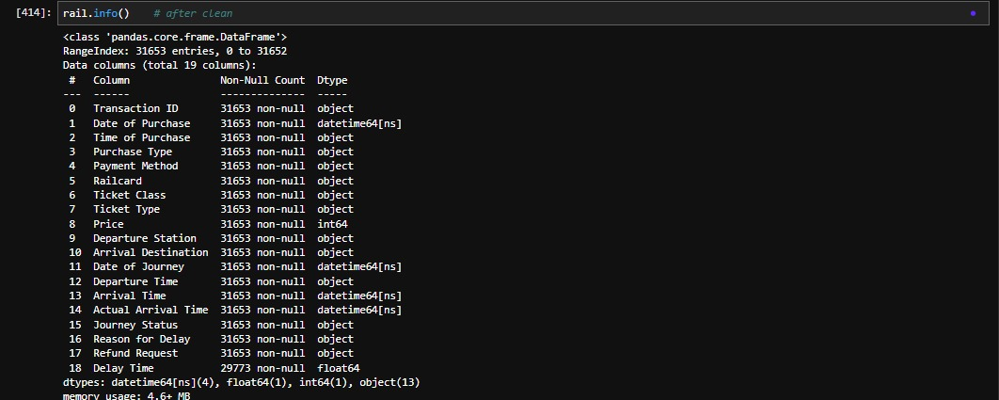 [414]: rail.info()    # after clean
<class 'pandas.core.frame.DataFrame'>
RangeIndex: 31653 entries, 0 to 31652
Data columns (total 19 columns):
 #   Column               Non-Null Count  Dtype
---  ------               --------------  -----
 0   Transaction ID       31653 non-null  object
 1   Date of Purchase     31653 non-null  datetime64[ns]
 2   Time of Purchase     31653 non-null  object
 3   Purchase Type        31653 non-null  object
 4   Payment Method       31653 non-null  object
 5   Railcard             31653 non-null  object
 6   Ticket Class         31653 non-null  object
 7   Ticket Type          31653 non-null  object
 8   Price                31653 non-null  int64
 9   Departure Station    31653 non-null  object
 10  Arrival Destination  31653 non-null  object
 11  Date of Journey      31653 non-null  datetime64[ns]
 12  Departure Time       31653 non-null  object
 13  Arrival Time         31653 non-null  datetime64[ns]
 14  Actual Arrival Time  31653 non-null  datetime64[ns]
 15  Journey Status       31653 non-null  object
 16  Reason for Delay     31653 non-null  object
 17  Refund Request       31653 non-null  object
 18  Delay Time           29773 non-null  float64
dtypes: datetime64[ns](4), float64(1), int64(1), object(13)
memory usage: 4.6+ MB